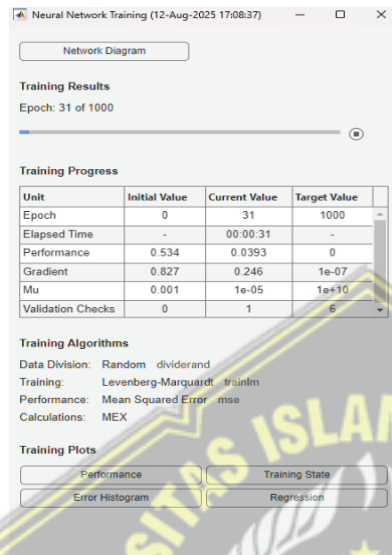 Neural Network Training (12-Aug-2025 17:08:37)
Network Diagram
Training Results
Epoch: 31 of 1000
Training Progress
Unit Initial Value Current Value Target Value
Epoch 0 31 1000
Elapsed Time - 00:00:31 -
Performance 0.534 0.0393 0
Gradient 0.827 0.246 1e-07
Mu 0.001 1e-05 1e+10
Validation Checks 0 1 6
Training Algorithms
Data Division: Random dividerand
Training: Levenberg-Marquardt trainlm
Performance: Mean Squared Error mse
Calculations: MEX
Training Plots
Performance Training State
Error Histogram Regression
SITAS ISLA